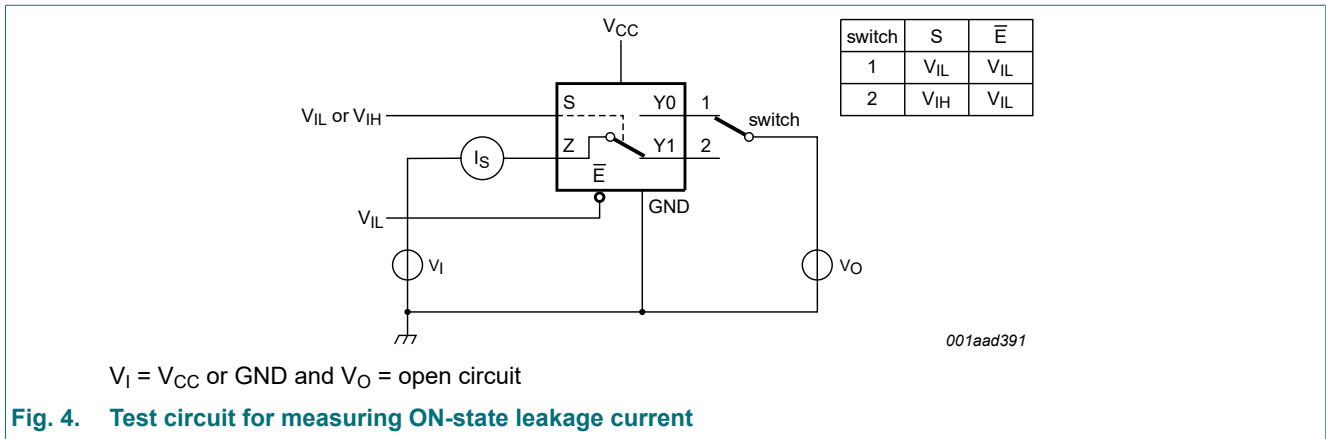 VCC
switch S E̅
1 VIL VIL
2 VIH VIL
S Y0 1
VIL or VIH
switch
Z Y1 2
IS
E̅
GND
VIL
VI
VO
001aad391
VI = VCC or GND and VO = open circuit
Fig. 4. Test circuit for measuring ON-state leakage current